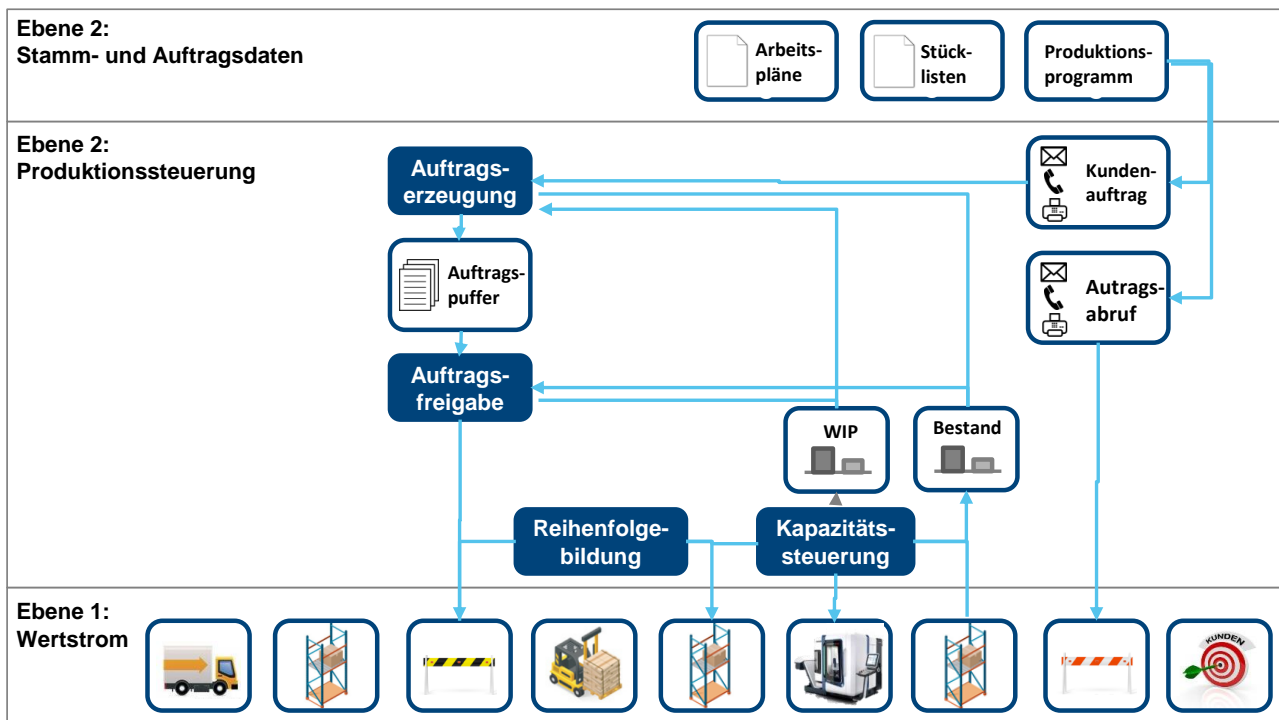 Ebene 2:
Stamm- und Auftragsdaten
Arbeits-
pläne
Stück-
listen
Produktions-
programm
Ebene 2:
Produktionssteuerung
Auftrags-
erzeugung
Kunden-
auftrag
Auftrags-
puffer
Autrags-
abruf
Auftrags-
freigabe
WIP
Bestand
Reihenfolge-
bildung
Kapazitäts-
steuerung
Ebene 1:
Wertstrom
KUNDEN